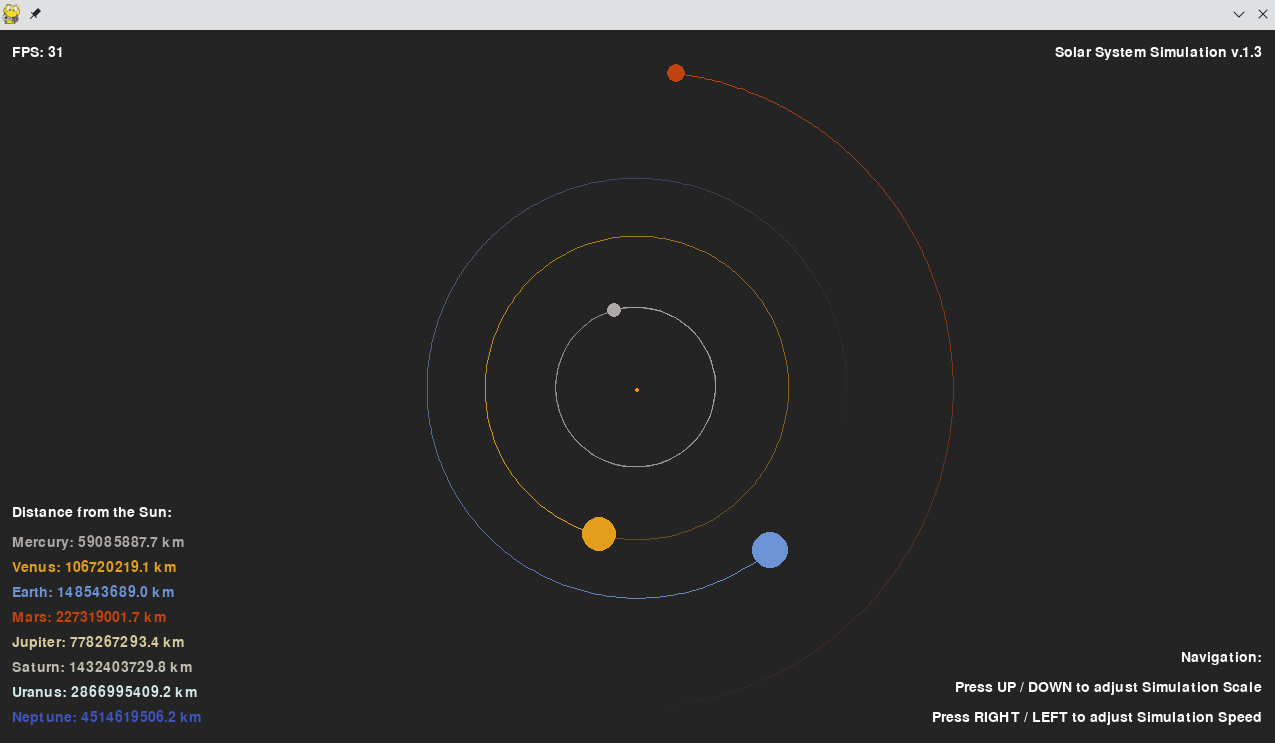 FPS: 31
Solar System Simulation v.1.3
Distance from the Sun:
Mercury: 59085887.7 km
Venus: 106720219.1 km
Earth: 148543689.0 km
Mars: 227319001.7 km
Jupiter: 778267293.4 km
Saturn: 1432403729.8 km
Uranus: 2866995409.2 km
Neptune: 4514619506.2 km
Navigation:
Press UP / DOWN to adjust Simulation Scale
Press RIGHT / LEFT to adjust Simulation Speed